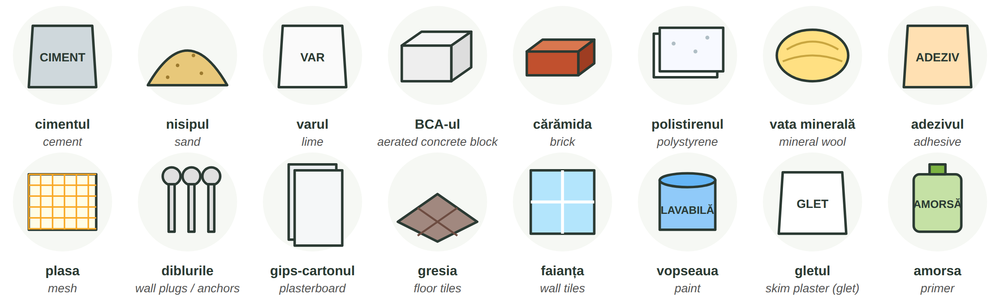 CIMENT
VAR
ADEZIV
cimentul
nisipul
varul
BCA-ul
cărămida
polistirenul
vata minerală
adezivul
cement
sand
lime
aerated concrete block
brick
polystyrene
mineral wool
adhesive
LAVABILĂ
GLET
AMORSĂ
plasa
diblurile
gips-cartonul
gresia
faianța
vopseaua
gletul
amorsa
mesh
wall plugs / anchors
plasterboard
floor tiles
wall tiles
paint
skim plaster (glet)
primer